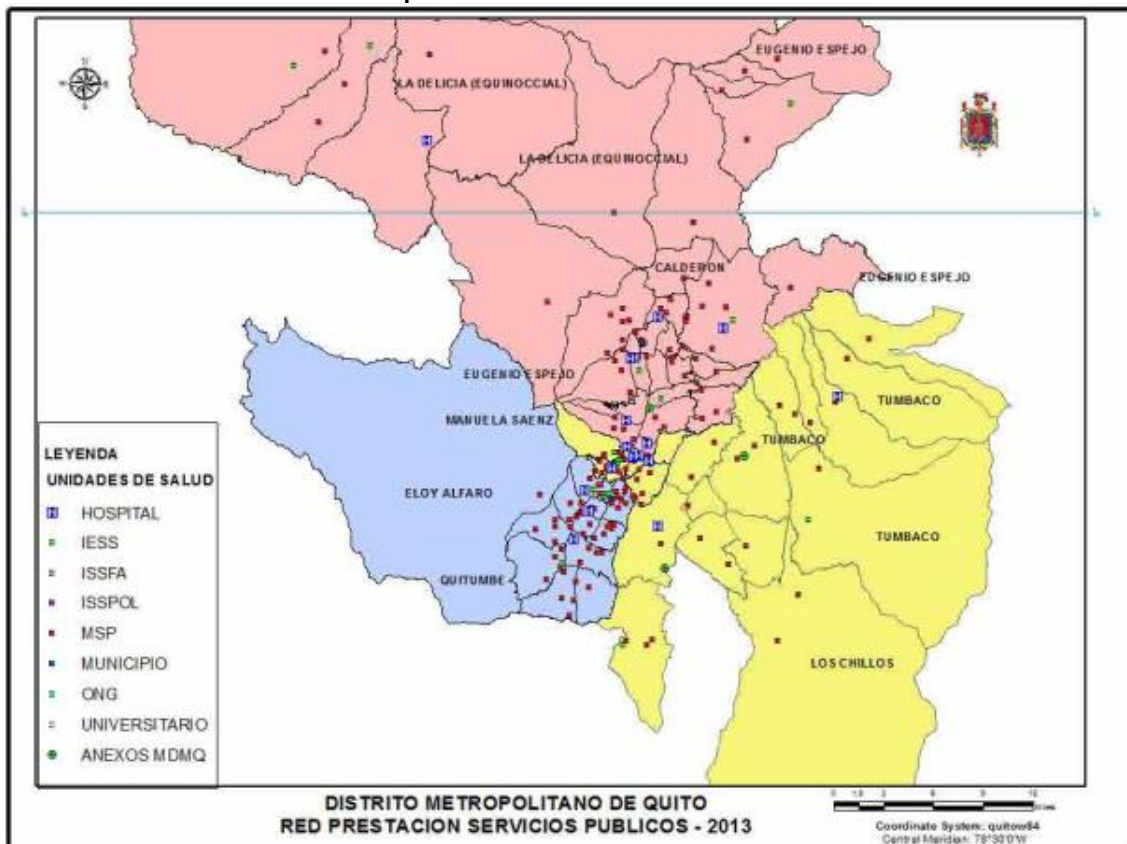 EUGENIO ESPEJO
LA DELICIA (EQUINOCCIAL)
LA DELICIA (EQUINOCCIAL)
CALDERON
EUGENIO ESPEJO
EUGENIO ESPEJO
TUMBACO
MANUELA SAENZ
TUMBACO
ELOY ALFARO
TUMBACO
QUITUMBE
LOS CHILLOS
LEYENDA
UNIDADES DE SALUD
H HOSPITAL
IESS
ISSFA
ISSPOL
MSP
MUNICIPIO
ONG
UNIVERSITARIO
ANEXOS MDMQ
DISTRITO METROPOLITANO DE QUITO
RED PRESTACION SERVICIOS PUBLICOS - 2013
Coordinate System: quitow84
Central Meridian: 78°30'0"W